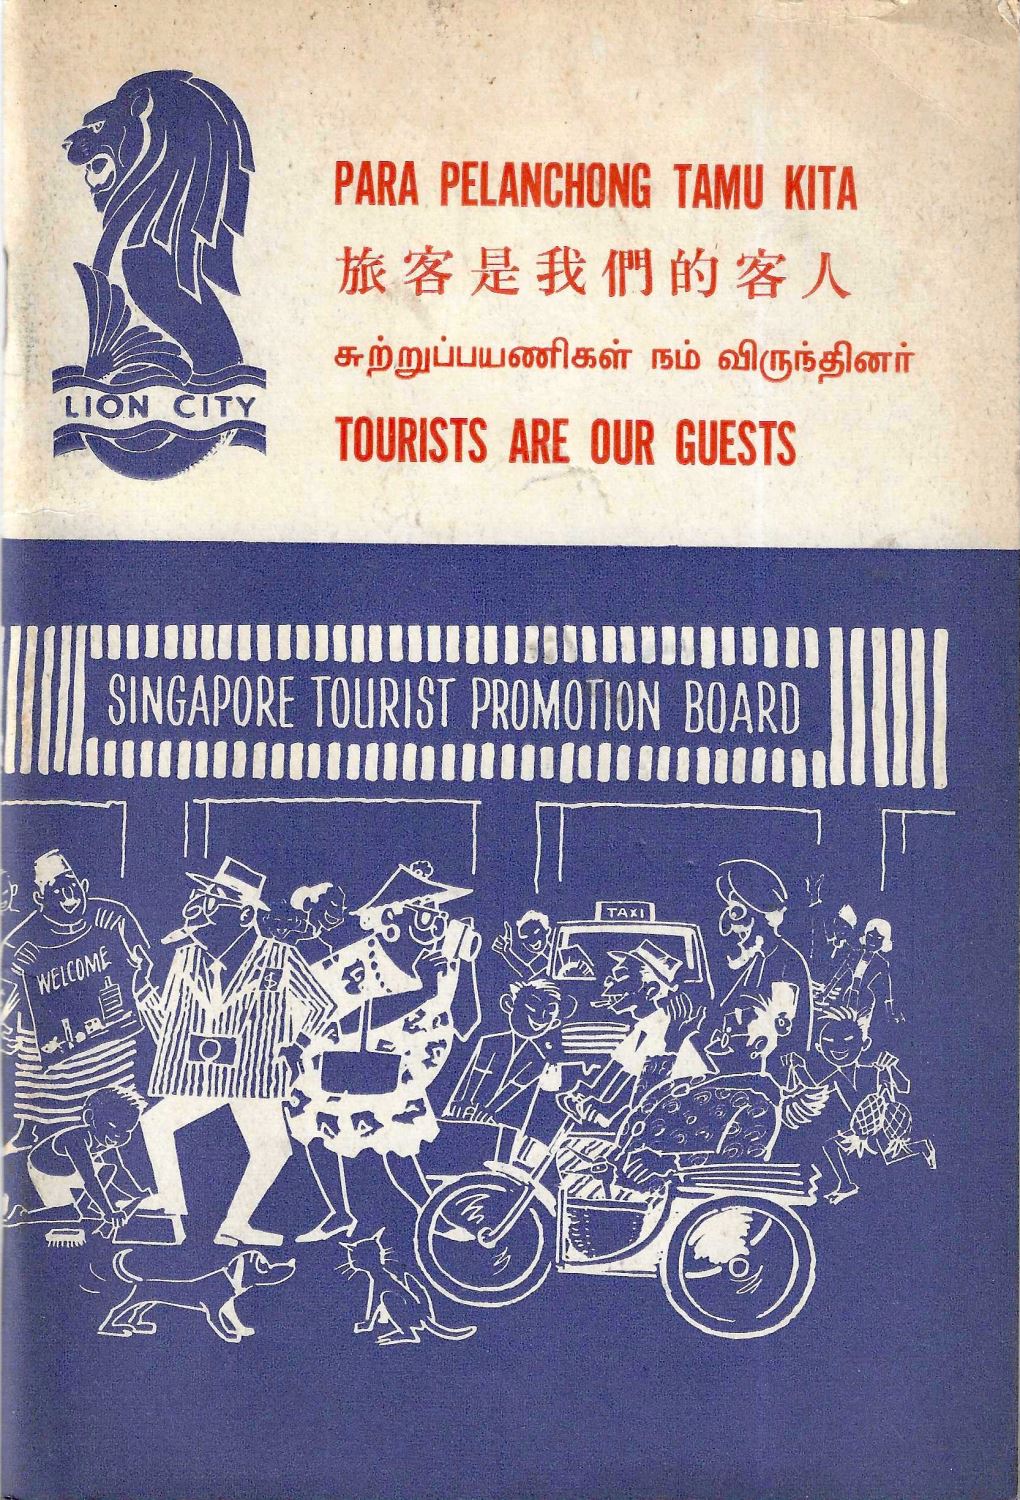 PARA PELANCHONG TAMU KITA
旅客是我們的客人
சுற்றுப்பயணிகள் நம் விருந்தினர்
TOURISTS ARE OUR GUESTS
LION CITY
SINGAPORE TOURIST PROMOTION BOARD
TAXI
WELCOME
$